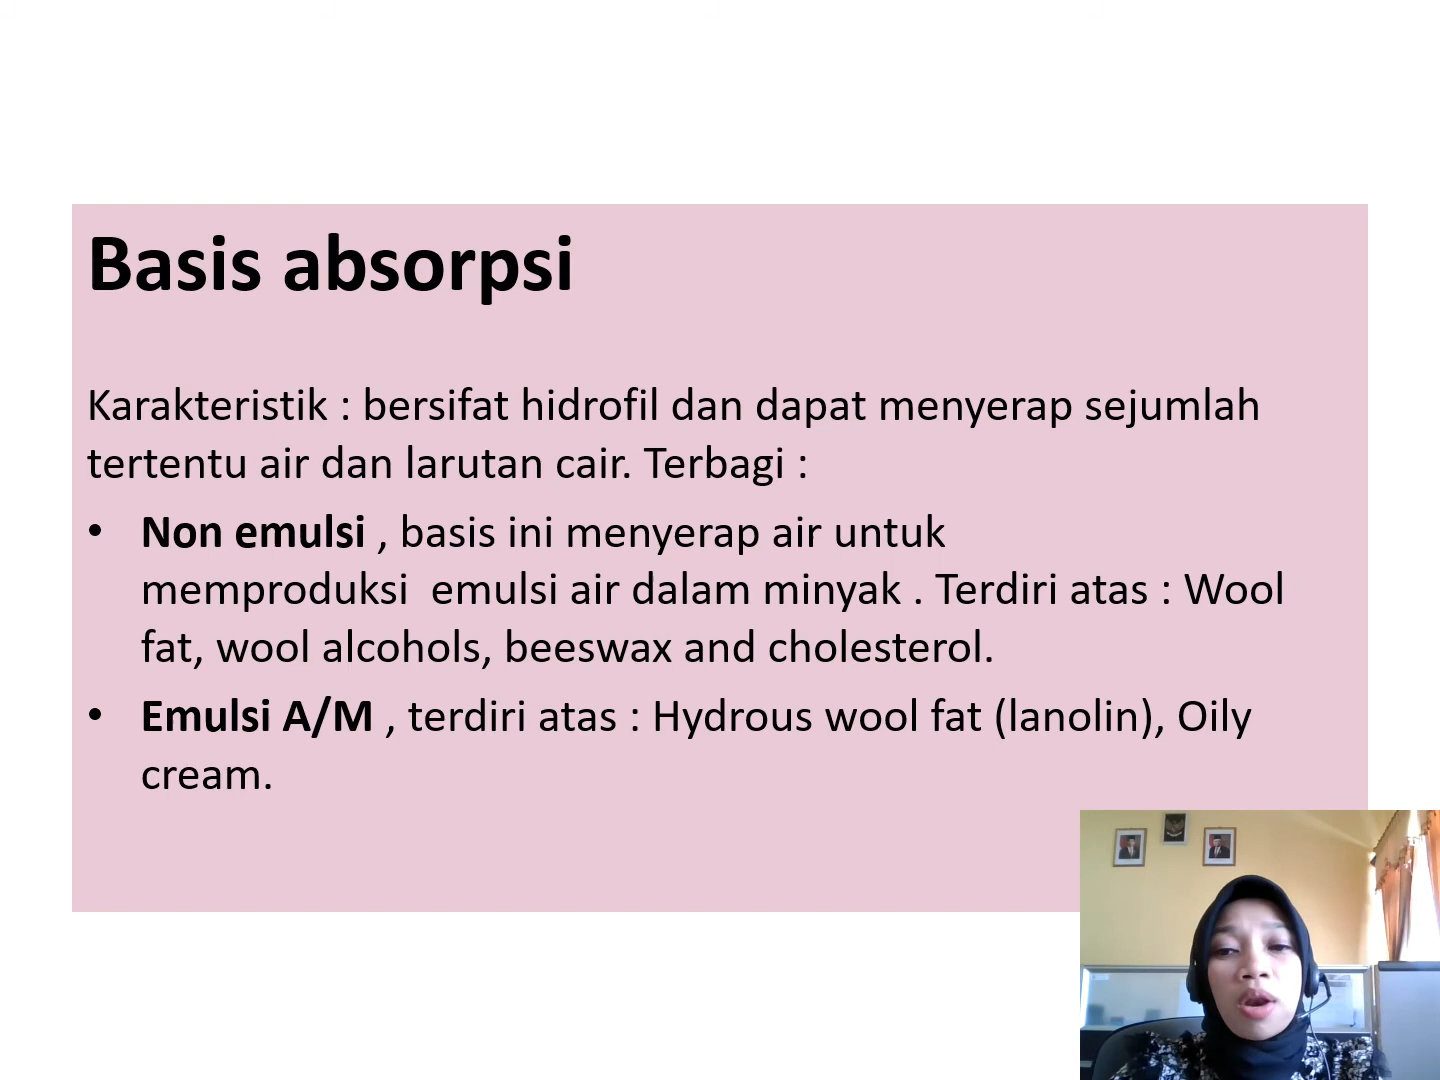 Basis absorpsi
Karakteristik : bersifat hidrofil dan dapat menyerap sejumlah
tertentu air dan larutan cair. Terbagi :
• Non emulsi , basis ini menyerap air untuk
memproduksi  emulsi air dalam minyak . Terdiri atas : Wool
fat, wool alcohols, beeswax and cholesterol.
• Emulsi A/M , terdiri atas : Hydrous wool fat (lanolin), Oily
cream.